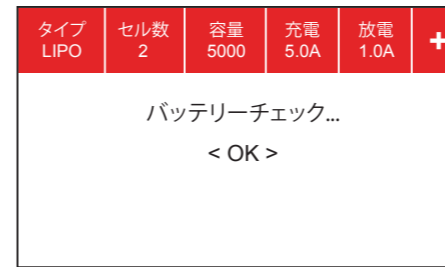 タイプ セル数 容量 充電 放電 +
LIPO 2 5000 5.0A 1.0A
バッテリーチェック...
< OK >